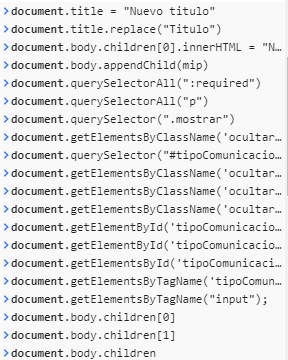 document.title = "Nuevo titulo"
document.title.replace("Titulo")
document.body.children[0].innerHTML = "N…
document.body.appendChild(mip)
document.querySelectorAll(":required")
document.querySelectorAll("p")
document.querySelector(".mostrar")
document.getElementsByClassName('ocultar…
document.querySelector("#tipoComunicacio…
document.getElementsByClassName('ocultar…
document.getElementsByClassName('ocultar…
document.getElementsByClassName('ocultar…
document.getElementById('tipoComunicacio…
document.getElementById('tipoComunicacio…
document.getElementsById('tipoComunicaci…
document.getElementsByTagName('tipoComun…
document.getElementsByTagName("input");
document.body.children[0]
document.body.children[1]
document.body.children